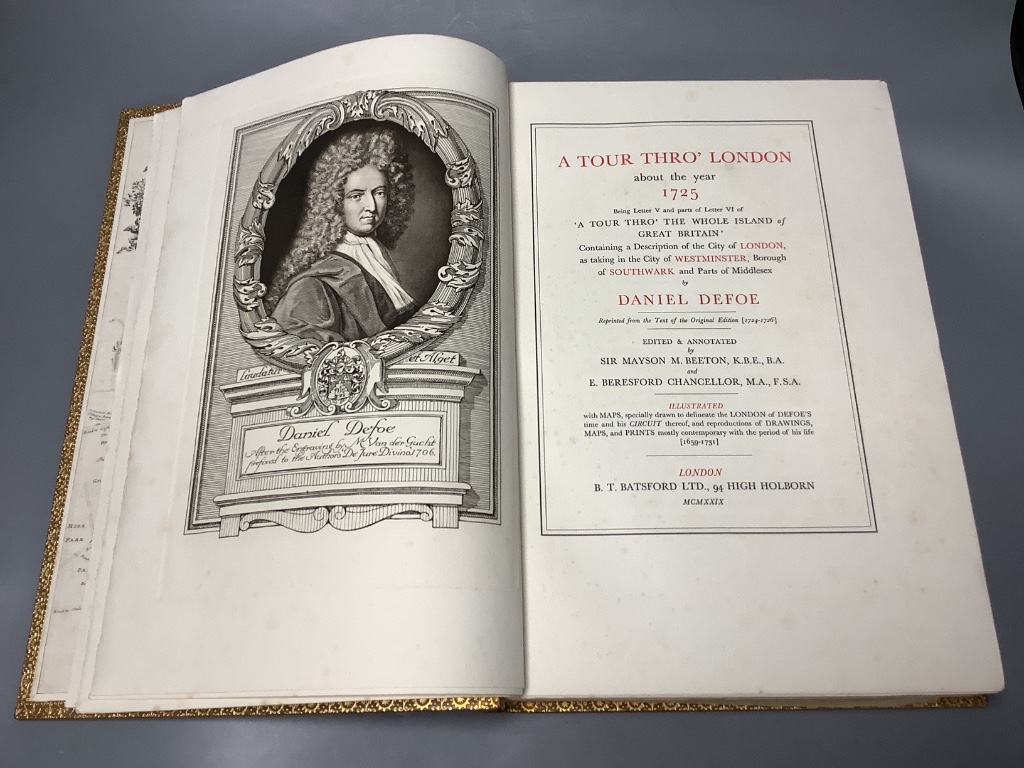 Laudatur et Alget
Daniel Defoe
After the Engraving by Mr. Van der Gucht
prefixed to the Author's De Jure Divino 1706.
A TOUR THRO' LONDON
about the year
1725
Being Letter V and parts of Letter VI of
'A TOUR THRO' THE WHOLE ISLAND of
GREAT BRITAIN'
Containing a Description of the City of LONDON,
as taking in the City of WESTMINSTER, Borough
of SOUTHWARK and Parts of Middlesex
by
DANIEL DEFOE
Reprinted from the Text of the Original Edition [1724-1726]
EDITED & ANNOTATED
by
SIR MAYSON M. BEETON, K.B.E., B.A.
and
E. BERESFORD CHANCELLOR, M.A., F.S.A.
ILLUSTRATED
with MAPS, specially drawn to delineate the LONDON of DEFOE'S
time and his CIRCUIT thereof, and reproductions of DRAWINGS,
MAPS, and PRINTS mostly contemporary with the period of his life
[1659-1731]
LONDON
B. T. BATSFORD LTD., 94 HIGH HOLBORN
MCMXXIX